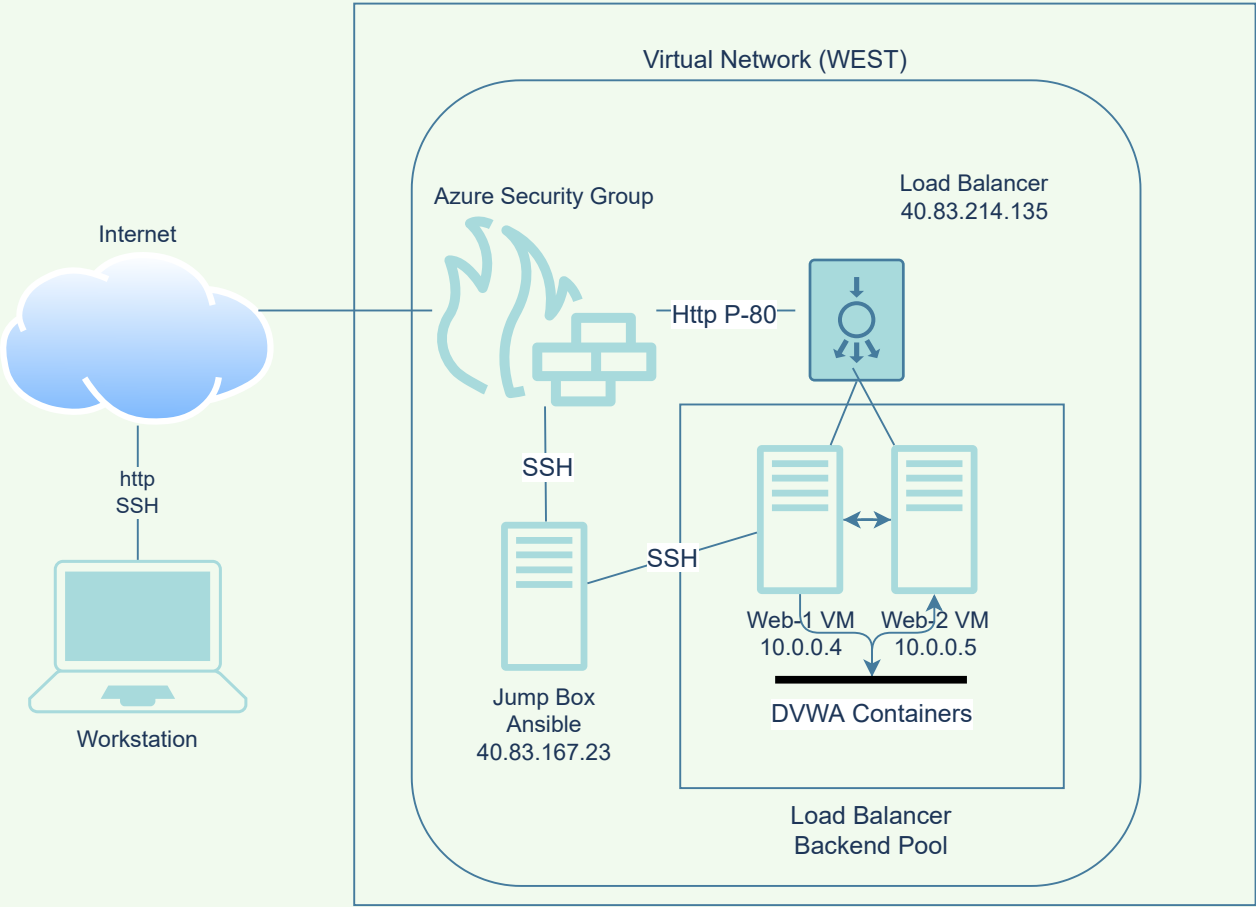 Virtual Network (WEST)
Azure Security Group
Load Balancer
40.83.214.135
Internet
Http P-80
http
SSH
SSH
SSH
Workstation
Jump Box
Ansible
40.83.167.23
Web-1 VM
10.0.0.4
Web-2 VM
10.0.0.5
DVWA Containers
Load Balancer
Backend Pool